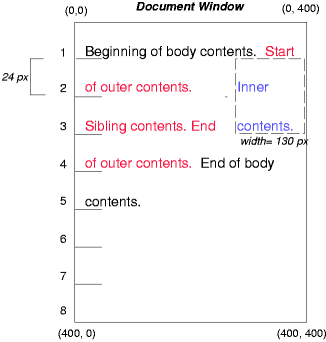 Document Window
(0,0) (0, 400)
1 Beginning of body contents. Start
24 px
2 of outer contents. Inner
3 Sibling contents. End contents.
width= 130 px
4 of outer contents. End of body
5 contents.
6
7
8
(400, 0) (400, 400)